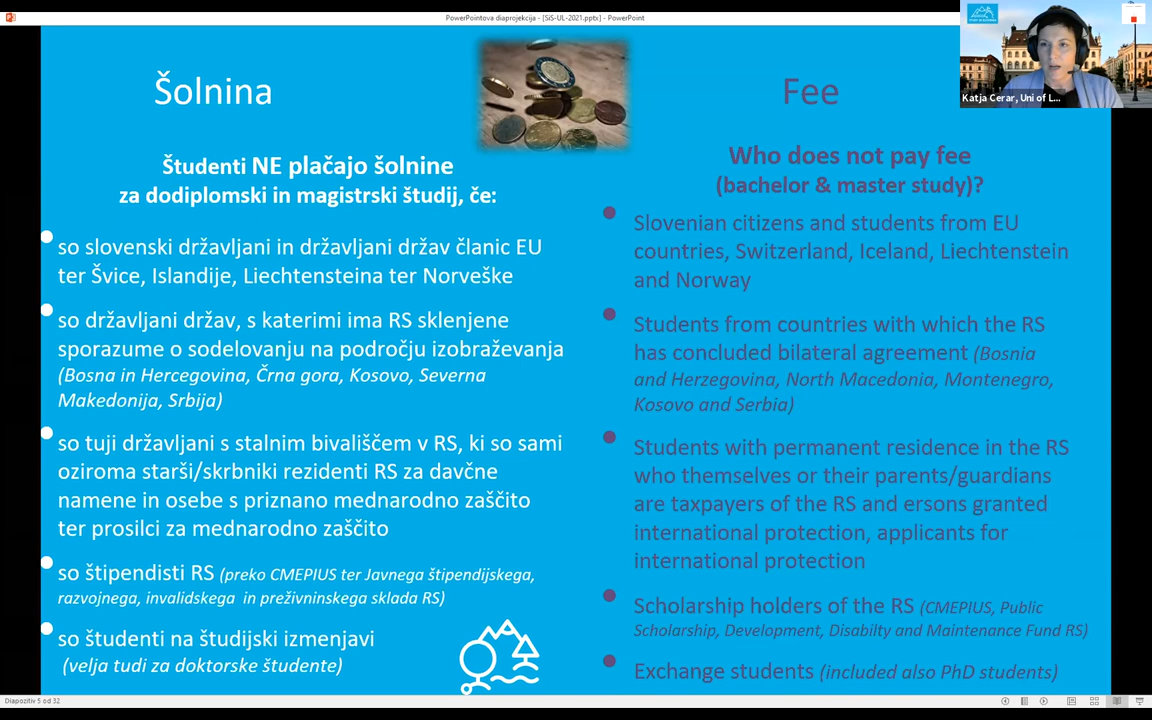 PowerPointova diaprojekcija - [SiS-UL-2021.pptx] - PowerPoint
Katja Cerar, Uni of L...
Šolnina
Študenti NE plačajo šolnine
za dodiplomski in magistrski študij, če:
so slovenski državljani in državljani držav članic EU
ter Švice, Islandije, Liechtensteina ter Norveške
so državljani držav, s katerimi ima RS sklenjene
sporazume o sodelovanju na področju izobraževanja
(Bosna in Hercegovina, Črna gora, Kosovo, Severna
Makedonija, Srbija)
so tuji državljani s stalnim bivališčem v RS, ki so sami
oziroma starši/skrbniki rezidenti RS za davčne
namene in osebe s priznano mednarodno zaščito
ter prosilci za mednarodno zaščito
so štipendisti RS (preko CMEPIUS ter Javnega štipendijskega,
razvojnega, invalidskega in preživninskega sklada RS)
so študenti na študijski izmenjavi
(velja tudi za doktorske študente)
Fee
Who does not pay fee
(bachelor & master study)?
Slovenian citizens and students from EU
countries, Switzerland, Iceland, Liechtenstein
and Norway
Students from countries with which the RS
has concluded bilateral agreement (Bosnia
and Herzegovina, North Macedonia, Montenegro,
Kosovo and Serbia)
Students with permanent residence in the RS
who themselves or their parents/guardians
are taxpayers of the RS and ersons granted
international protection, applicants for
international protection
Scholarship holders of the RS (CMEPIUS, Public
Scholarship, Development, Disabilty and Maintenance Fund RS)
Exchange students (included also PhD students)
Diapozitiv 5 od 32